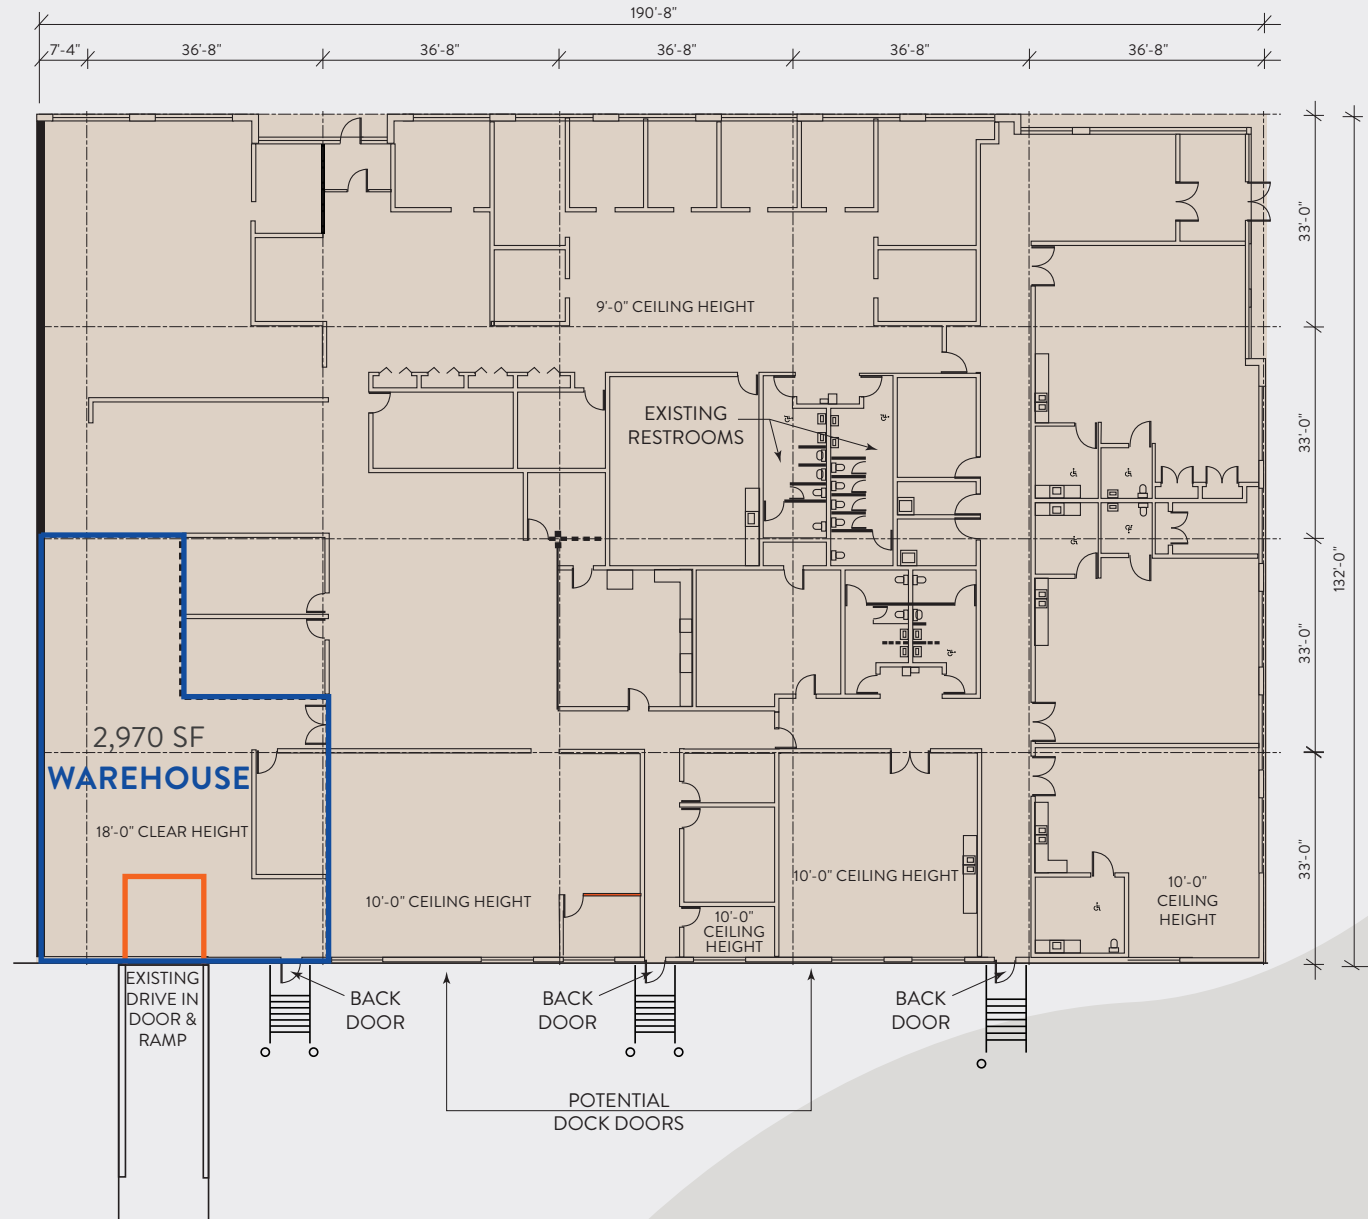 190'-8"
7'-4"
36'-8"
36'-8"
36'-8"
36'-8"
36'-8"
33'-0"
33'-0"
33'-0"
33'-0"
132'-0"
9'-0" CEILING HEIGHT
EXISTING
RESTROOMS
2,970 SF
WAREHOUSE
18'-0" CLEAR HEIGHT
10'-0" CEILING HEIGHT
10'-0"
CEILING
HEIGHT
10'-0" CEILING HEIGHT
10'-0"
CEILING
HEIGHT
EXISTING
DRIVE IN
DOOR &
RAMP
BACK
DOOR
BACK
DOOR
BACK
DOOR
POTENTIAL
DOCK DOORS